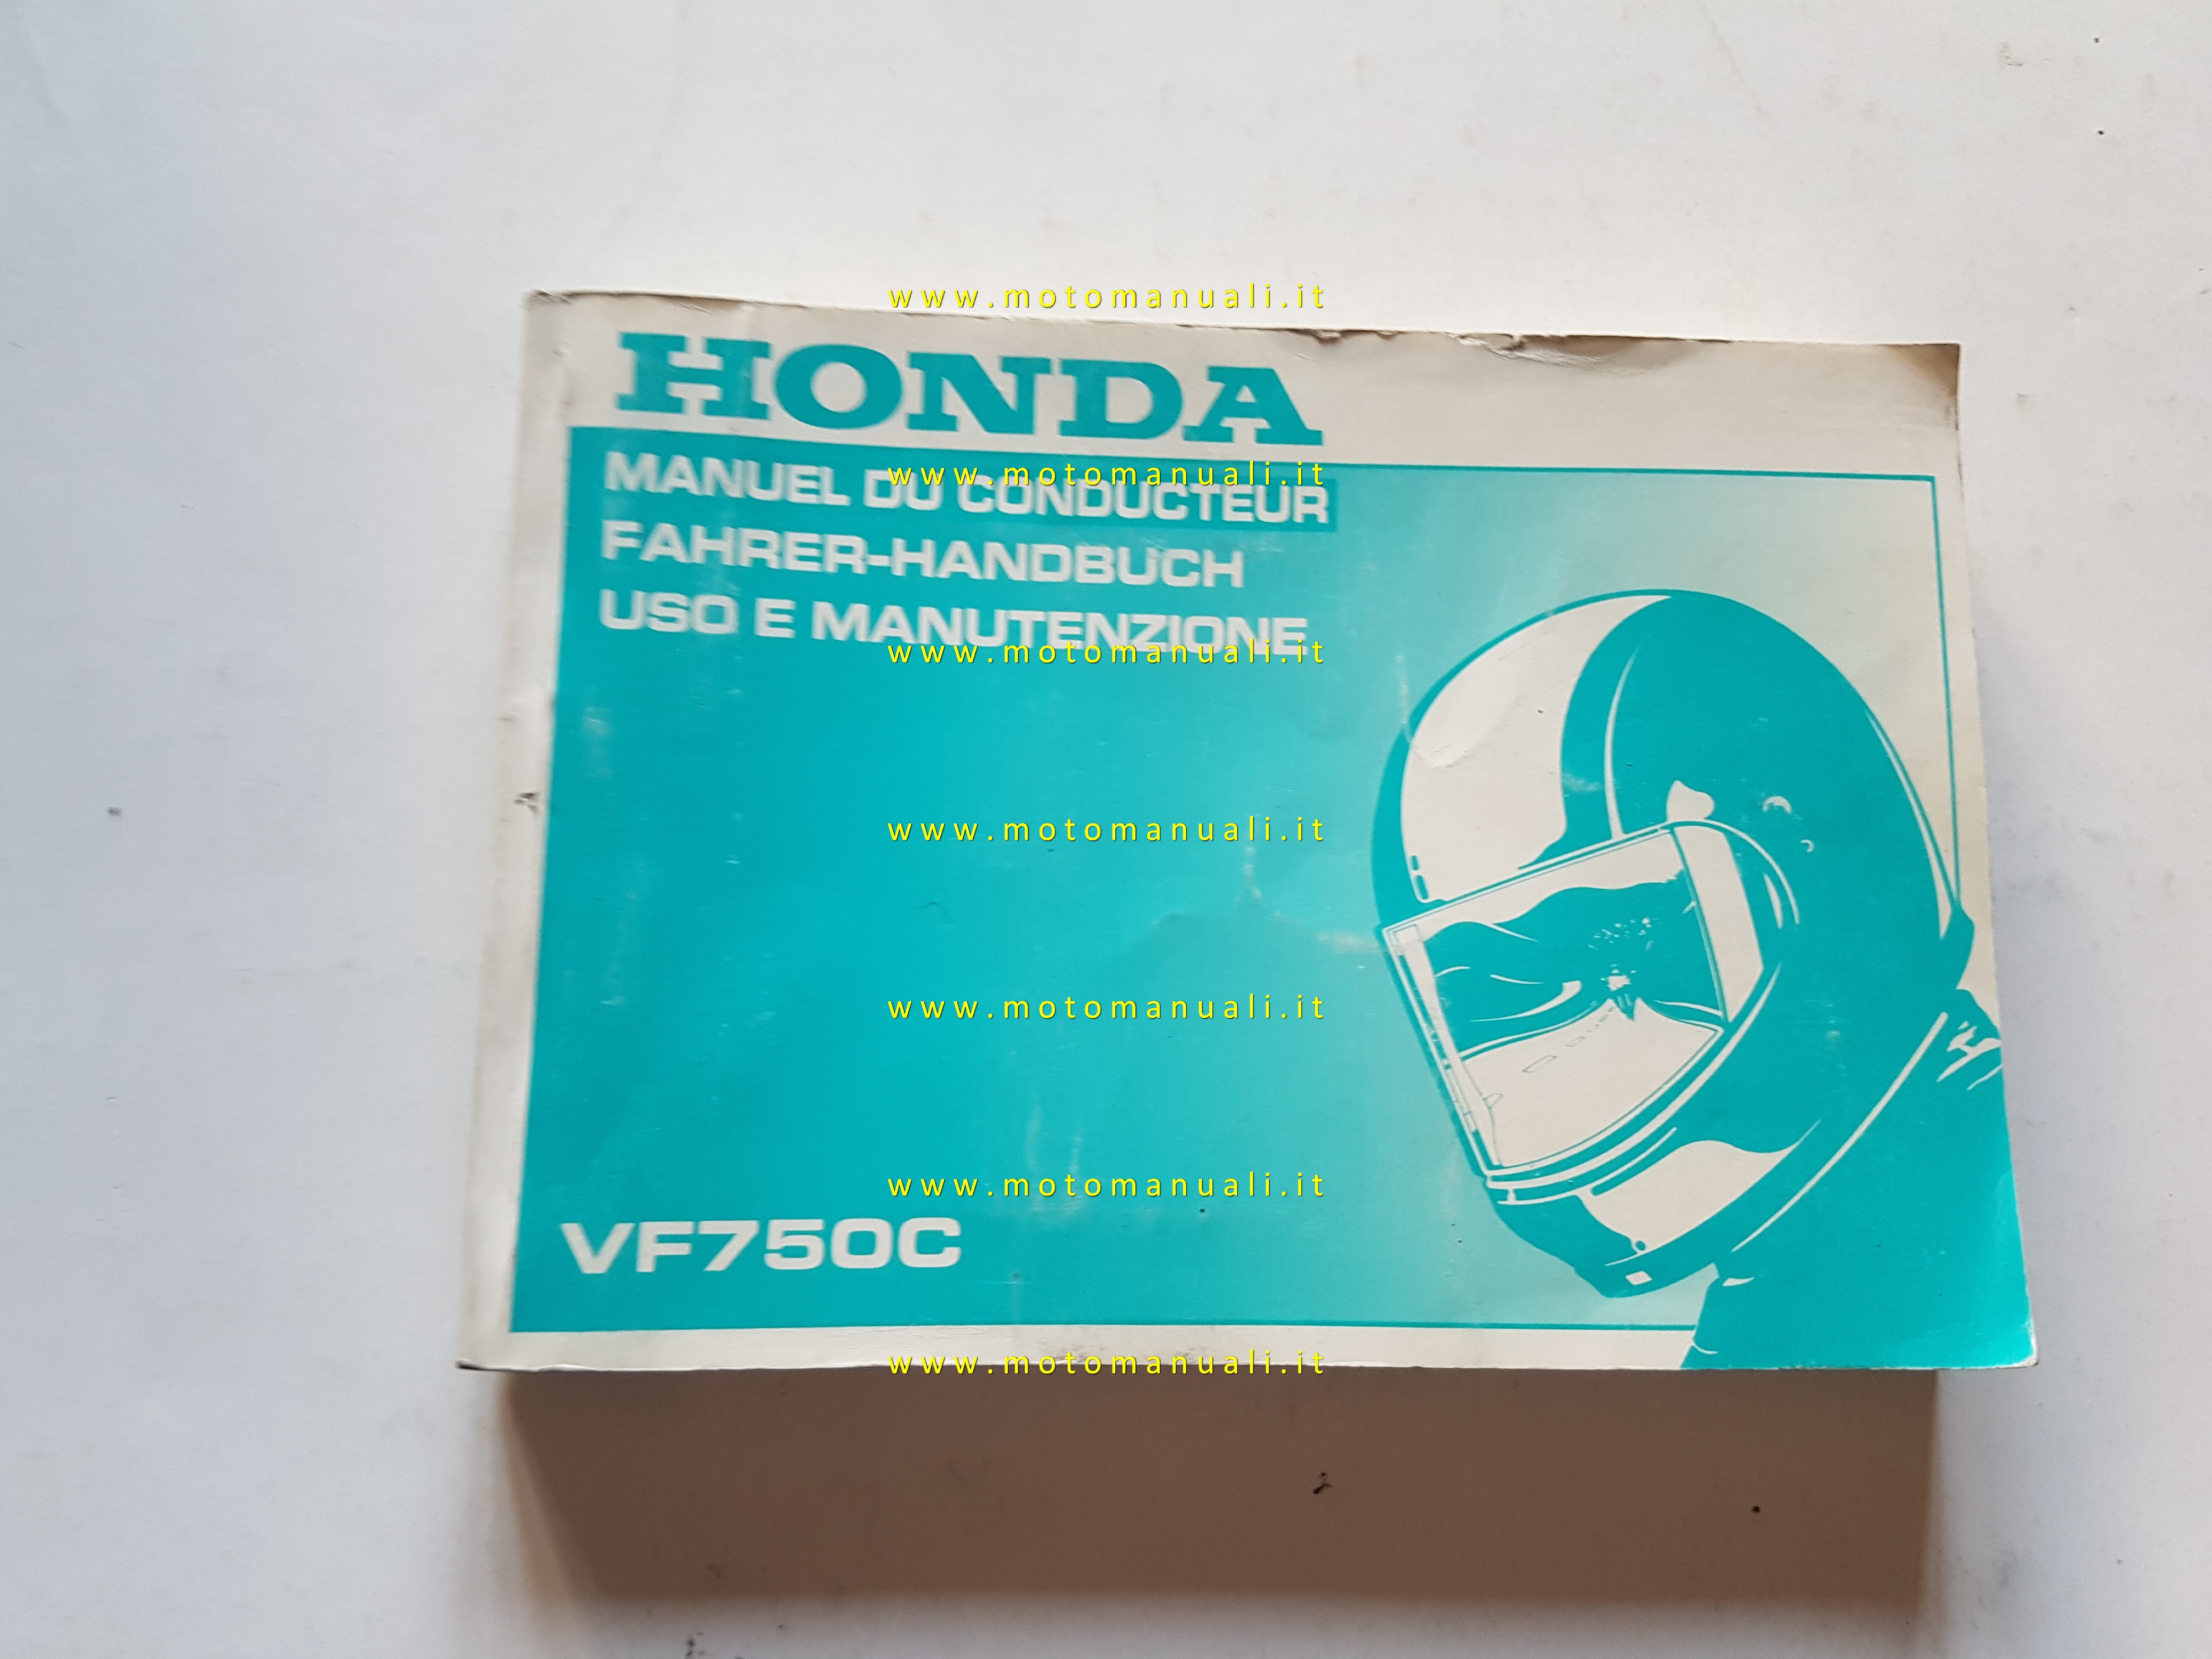 www.motomanuali.it
HONDA
www.motomanuali.it
MANUEL DU CONDUCTEUR
FAHRER-HANDBUCH
USO E MANUTENZIONE
www.motomanuali.it
www.motomanuali.it
www.motomanuali.it
www.motomanuali.it
VF750C
www.motomanuali.it